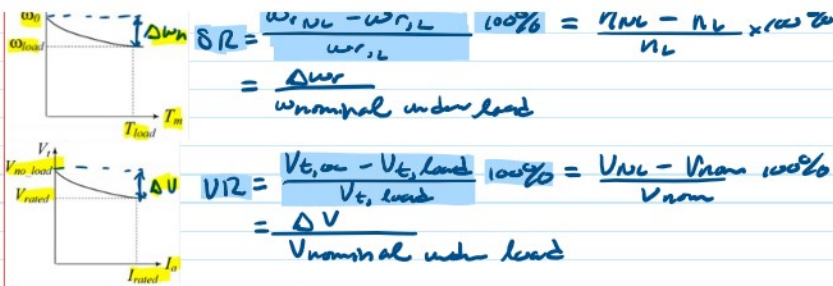 ω₀ Δωn SR = ωr,NL - ωr,L / ωr,L 100% = nNL - nL / nL × 100%
ωload
= Δωr / ωnominal under load
Tm
Tload
Vt
Vno_load VR = Vt,oc - Vt,load / Vt,load 100% = VNL - Vnom / Vnom 100%
ΔV
Vrated
= ΔV / Vnominal under load
Ia
Irated